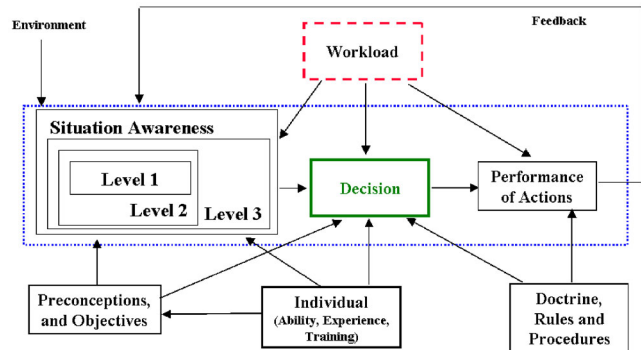 Environment
Feedback
Workload
Situation Awareness
Level 1
Level 2
Level 3
Decision
Performance
of Actions
Preconceptions,
and Objectives
Individual
(Ability, Experience,
Training)
Doctrine,
Rules and
Procedures